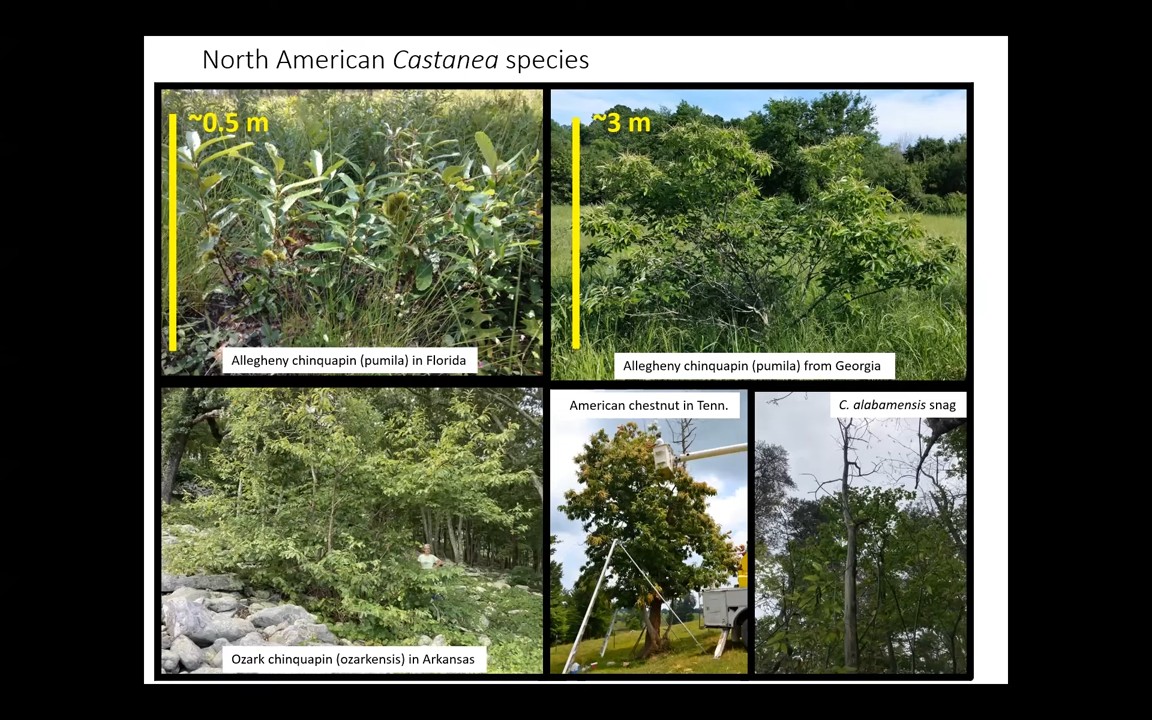 North American Castanea species
~0.5 m
~3 m
Allegheny chinquapin (pumila) in Florida
Allegheny chinquapin (pumila) from Georgia
American chestnut in Tenn.
C. alabamensis snag
Ozark chinquapin (ozarkensis) in Arkansas